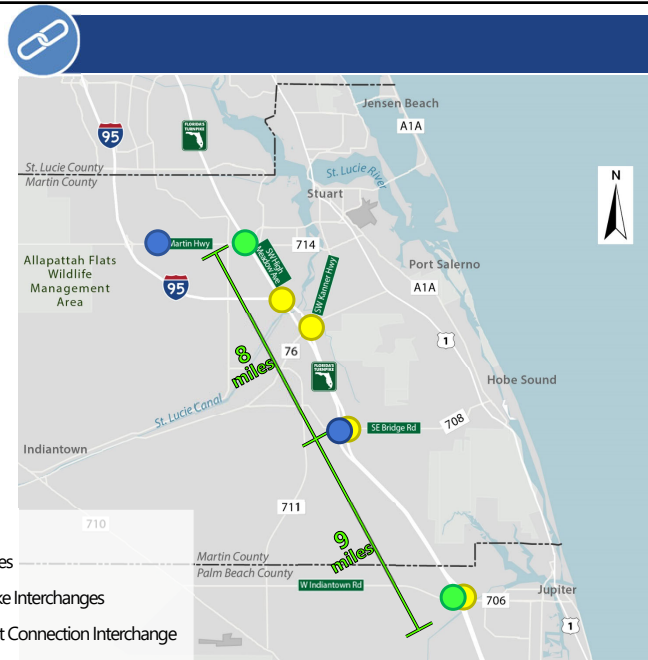 Jensen Beach
A1A
95
FLORIDA'S
TURNPIKE
St. Lucie County
Martin County
St. Lucie River
N
Stuart
Martin Hwy
SW High
Meadow Ave
714
SW Kanner Hwy
Allapattah Flats
Wildlife
Management
Area
95
Port Salerno
A1A
1
8
miles
76
FLORIDA'S
TURNPIKE
Hobe Sound
St. Lucie Canal
SE Bridge Rd
708
Indiantown
711
710
9
miles
Martin County
Palm Beach County
es
W Indiantown Rd
ke Interchanges
706
Jupiter
1
t Connection Interchange